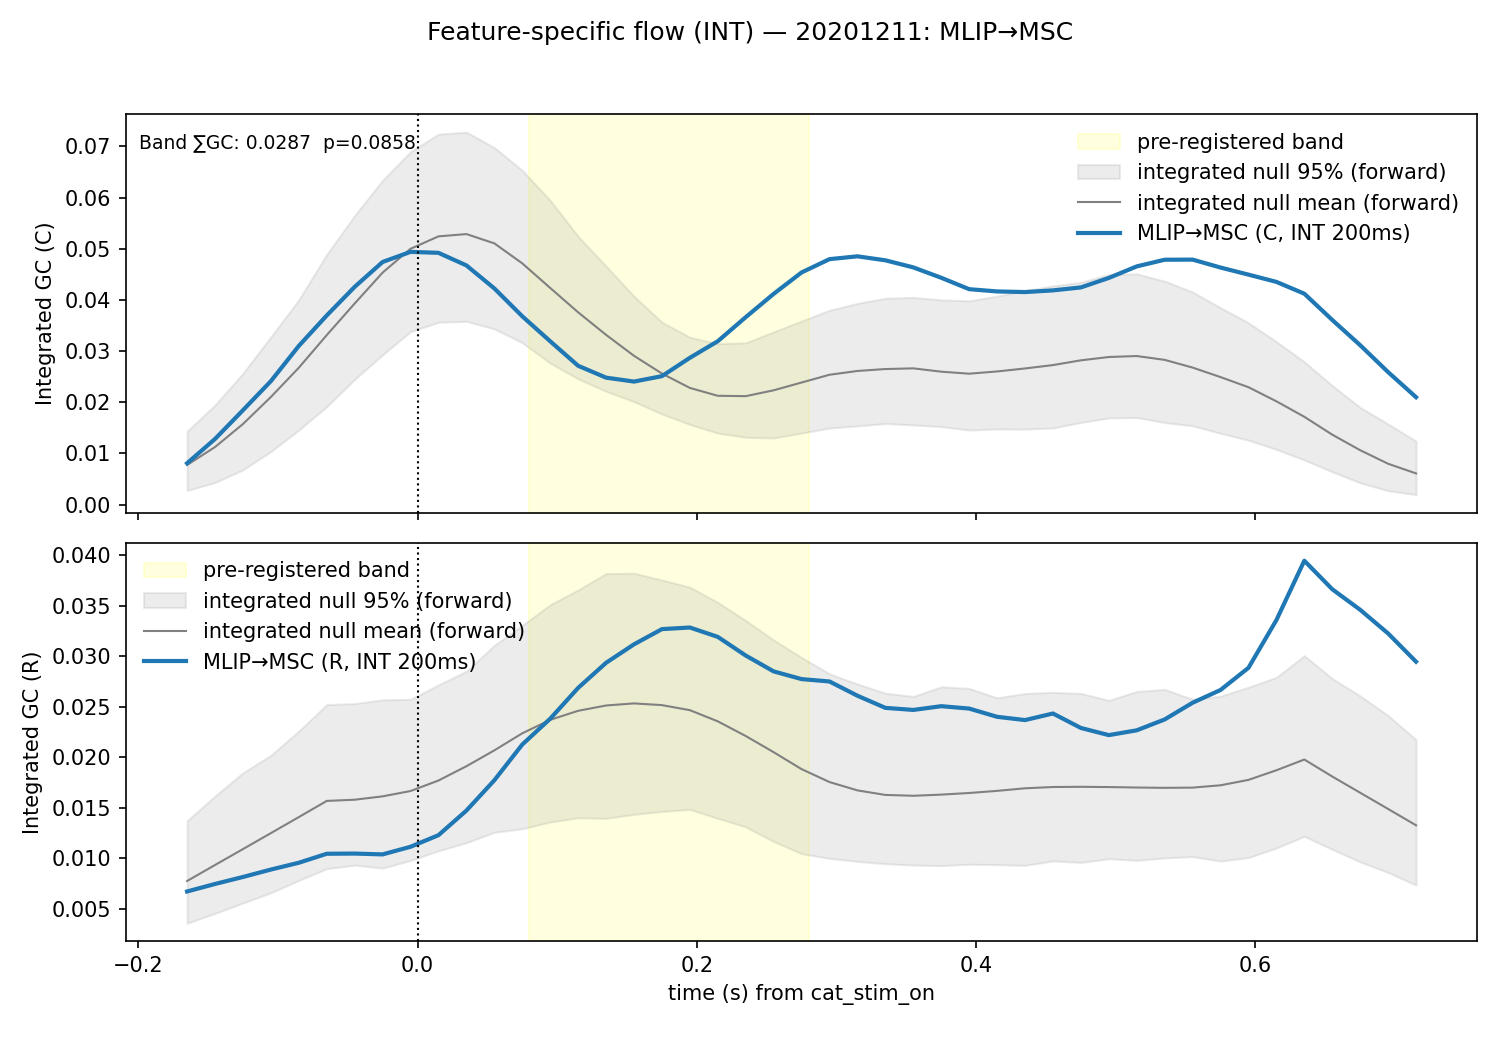 Feature-specific flow (INT) — 20201211: MLIP→MSC
Band ∑GC: 0.0287  p=0.0858
pre-registered band
integrated null 95% (forward)
integrated null mean (forward)
MLIP→MSC (C, INT 200ms)
Integrated GC (C)
0.07
0.06
0.05
0.04
0.03
0.02
0.01
0.00
pre-registered band
integrated null 95% (forward)
integrated null mean (forward)
MLIP→MSC (R, INT 200ms)
Integrated GC (R)
0.040
0.035
0.030
0.025
0.020
0.015
0.010
0.005
−0.2 0.0 0.2 0.4 0.6
time (s) from cat_stim_on